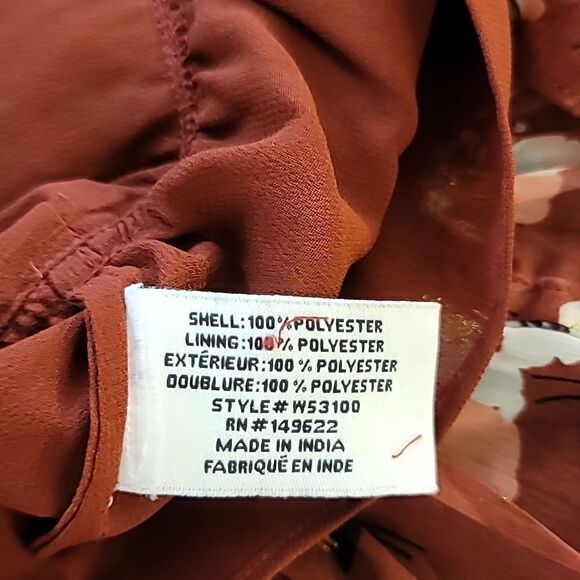 SHELL:100%POLYESTER
LINING:100% POLYESTER
EXTÉRIEUR:100 % POLYESTER
DOUBLURE:100 % POLYESTER
STYLE# W53100
RN #149622
MADE IN INDIA
FABRIQUÉ EN INDE